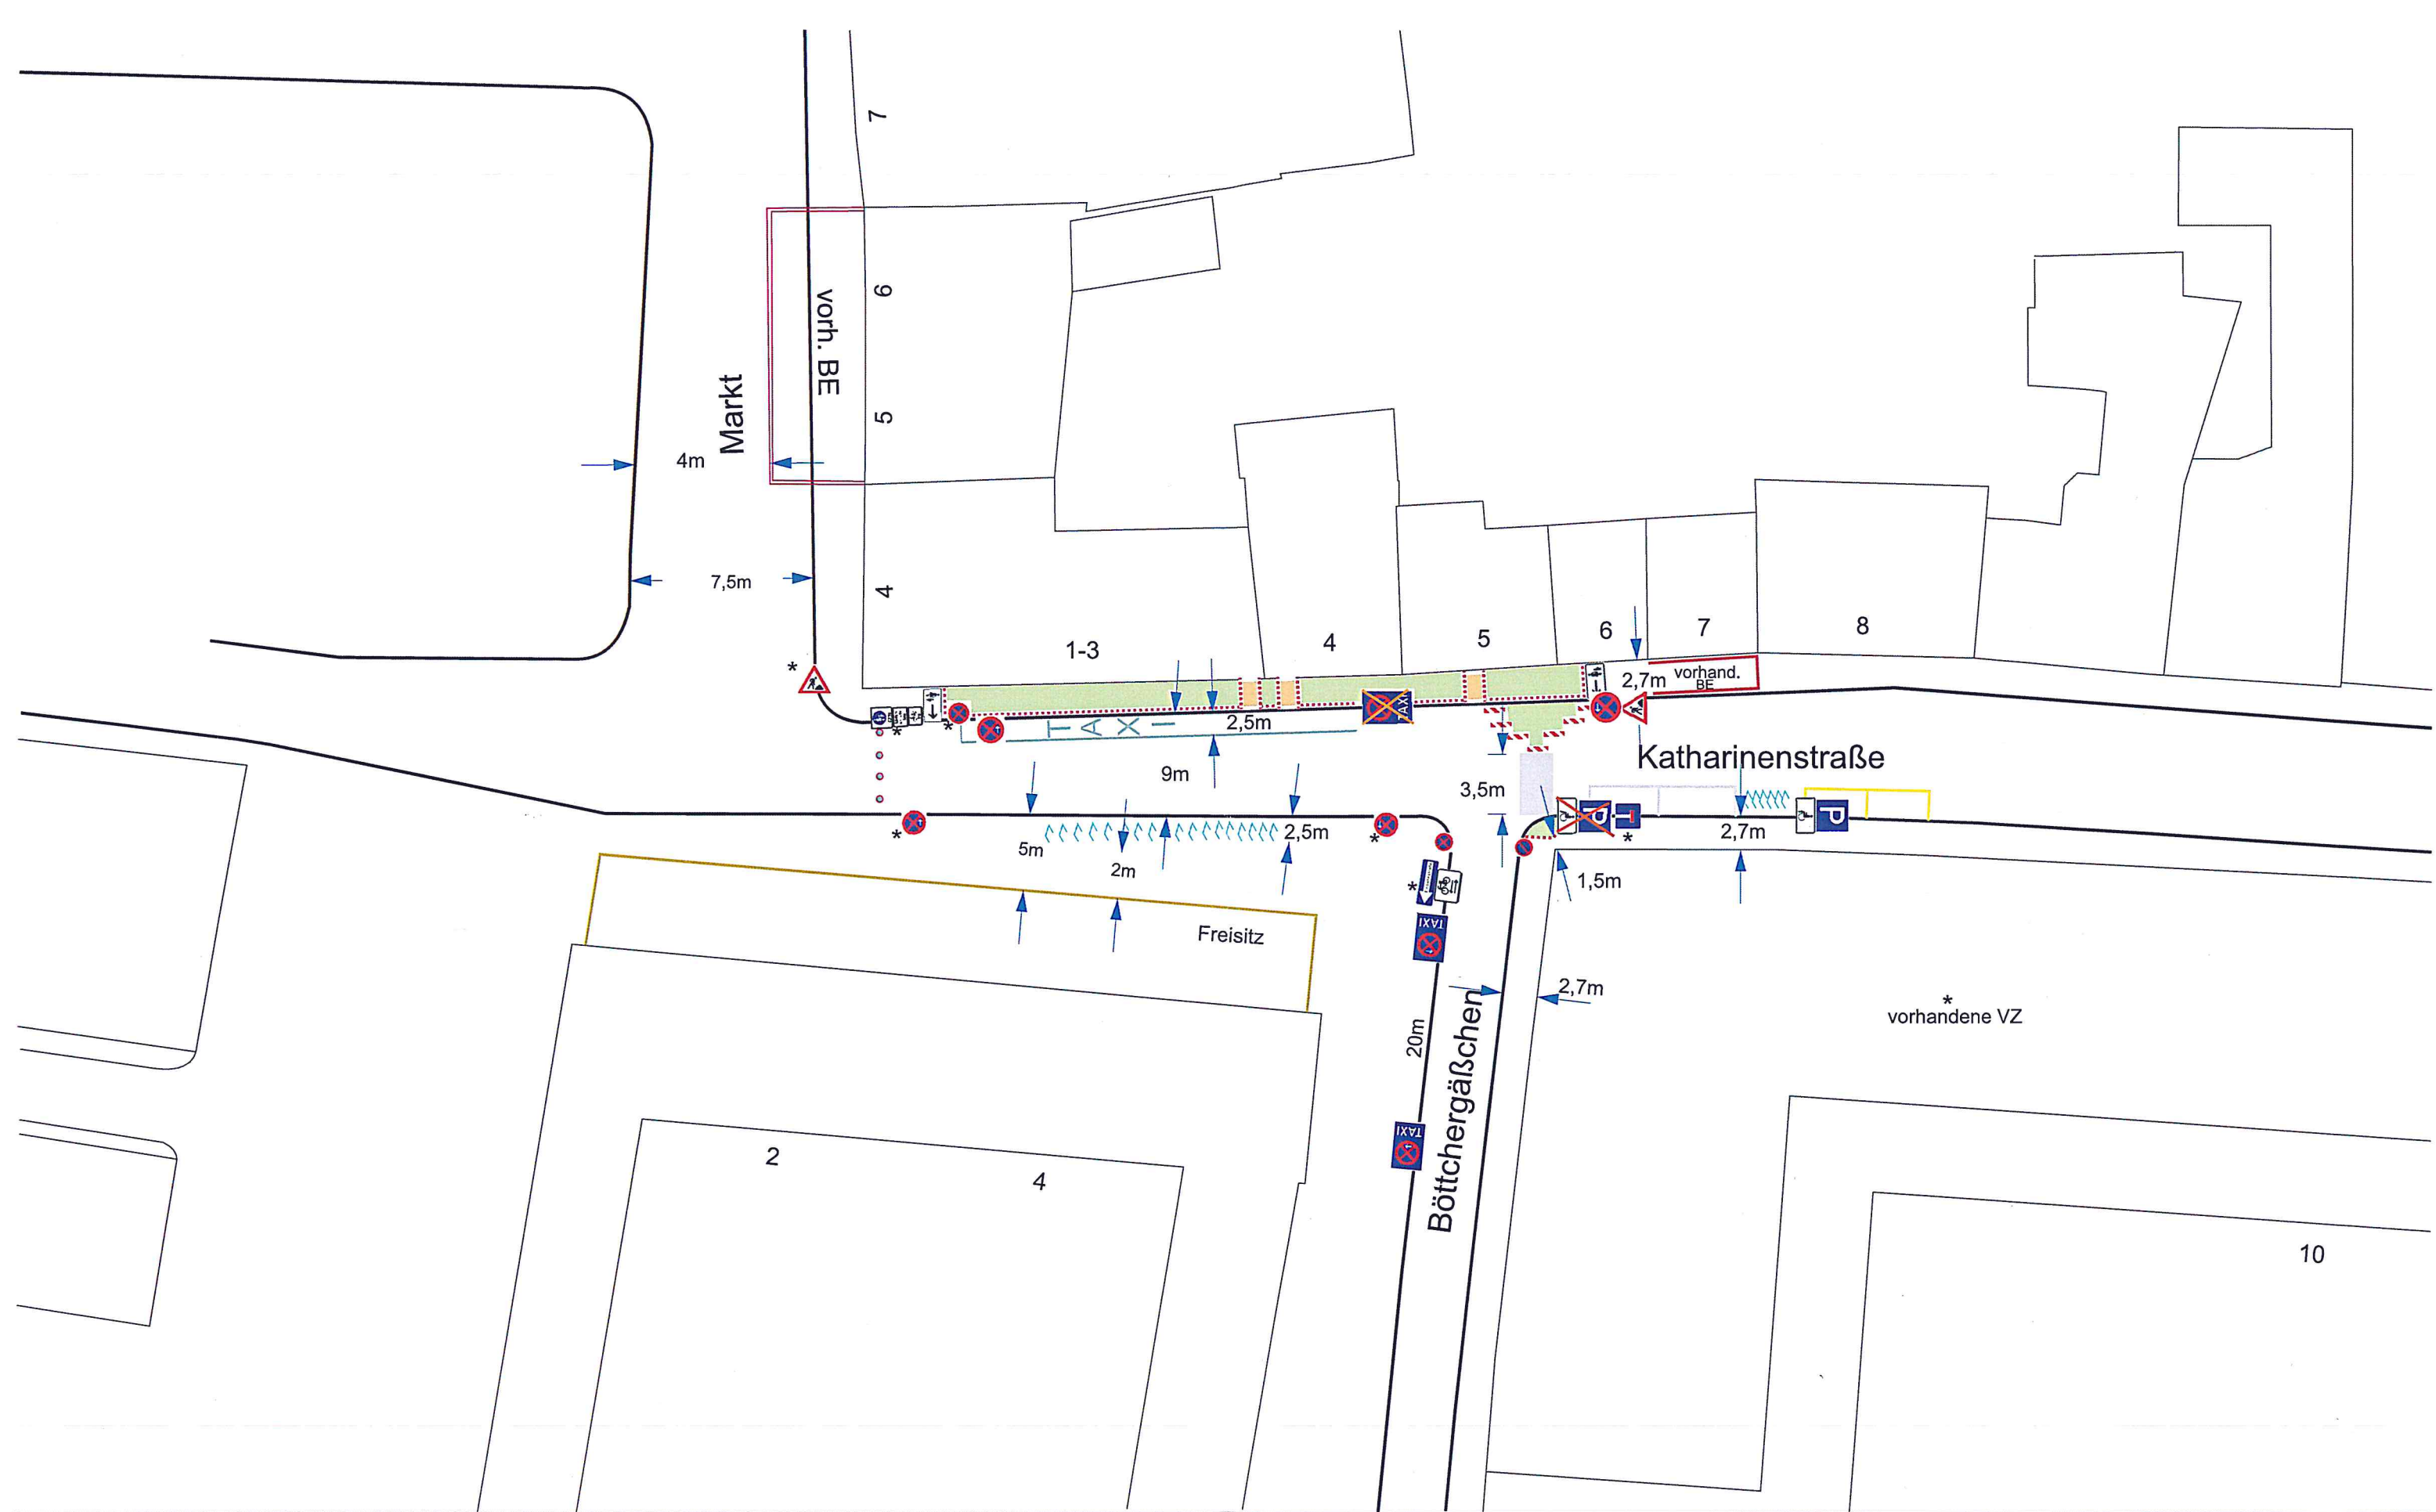 7
6
vorh. BE
5
Markt
4m
7,5m
4
1-3
4
5
6
7
8
2,7m
vorhand.
BE
*
*
*
TAXI
2,5m
AXI
Katharinenstraße
9m
3,5m
P
P
*
2,7m
*
*
2,5m
5m
2m
1,5m
*
TAXI
Freisitz
2,7m
*
vorhandene VZ
20m
Böttchergäßchen
TAXI
2
4
10